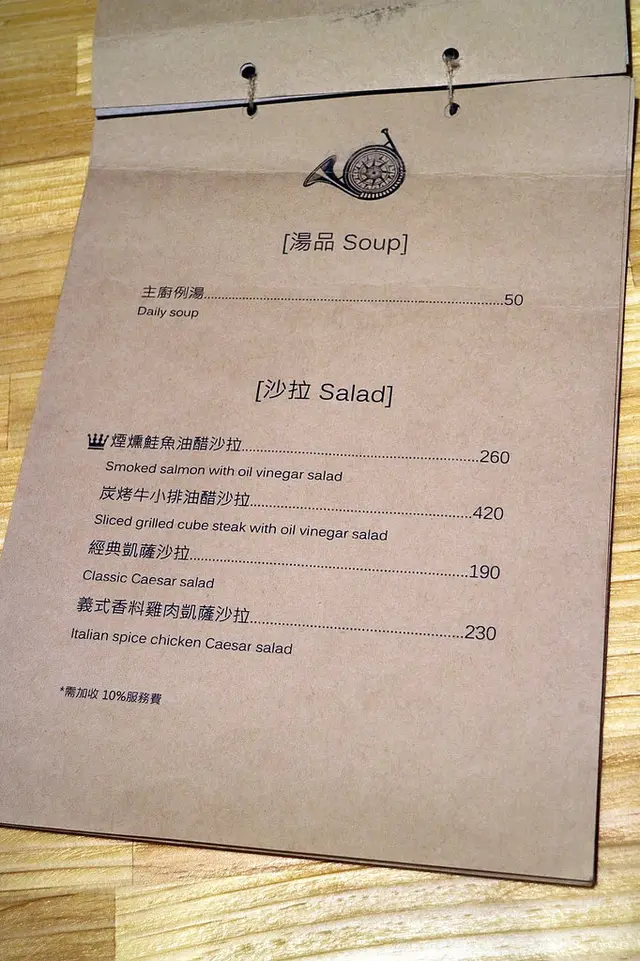 [湯品 Soup]
主廚例湯............................................................50
Daily soup
[沙拉 Salad]
煙燻鮭魚油醋沙拉................................................260
Smoked salmon with oil vinegar salad
炭烤牛小排油醋沙拉.............................................420
Sliced grilled cube steak with oil vinegar salad
經典凱薩沙拉.......................................................190
Classic Caesar salad
義式香料雞肉凱薩沙拉...........................................230
Italian spice chicken Caesar salad
*需加收 10%服務費